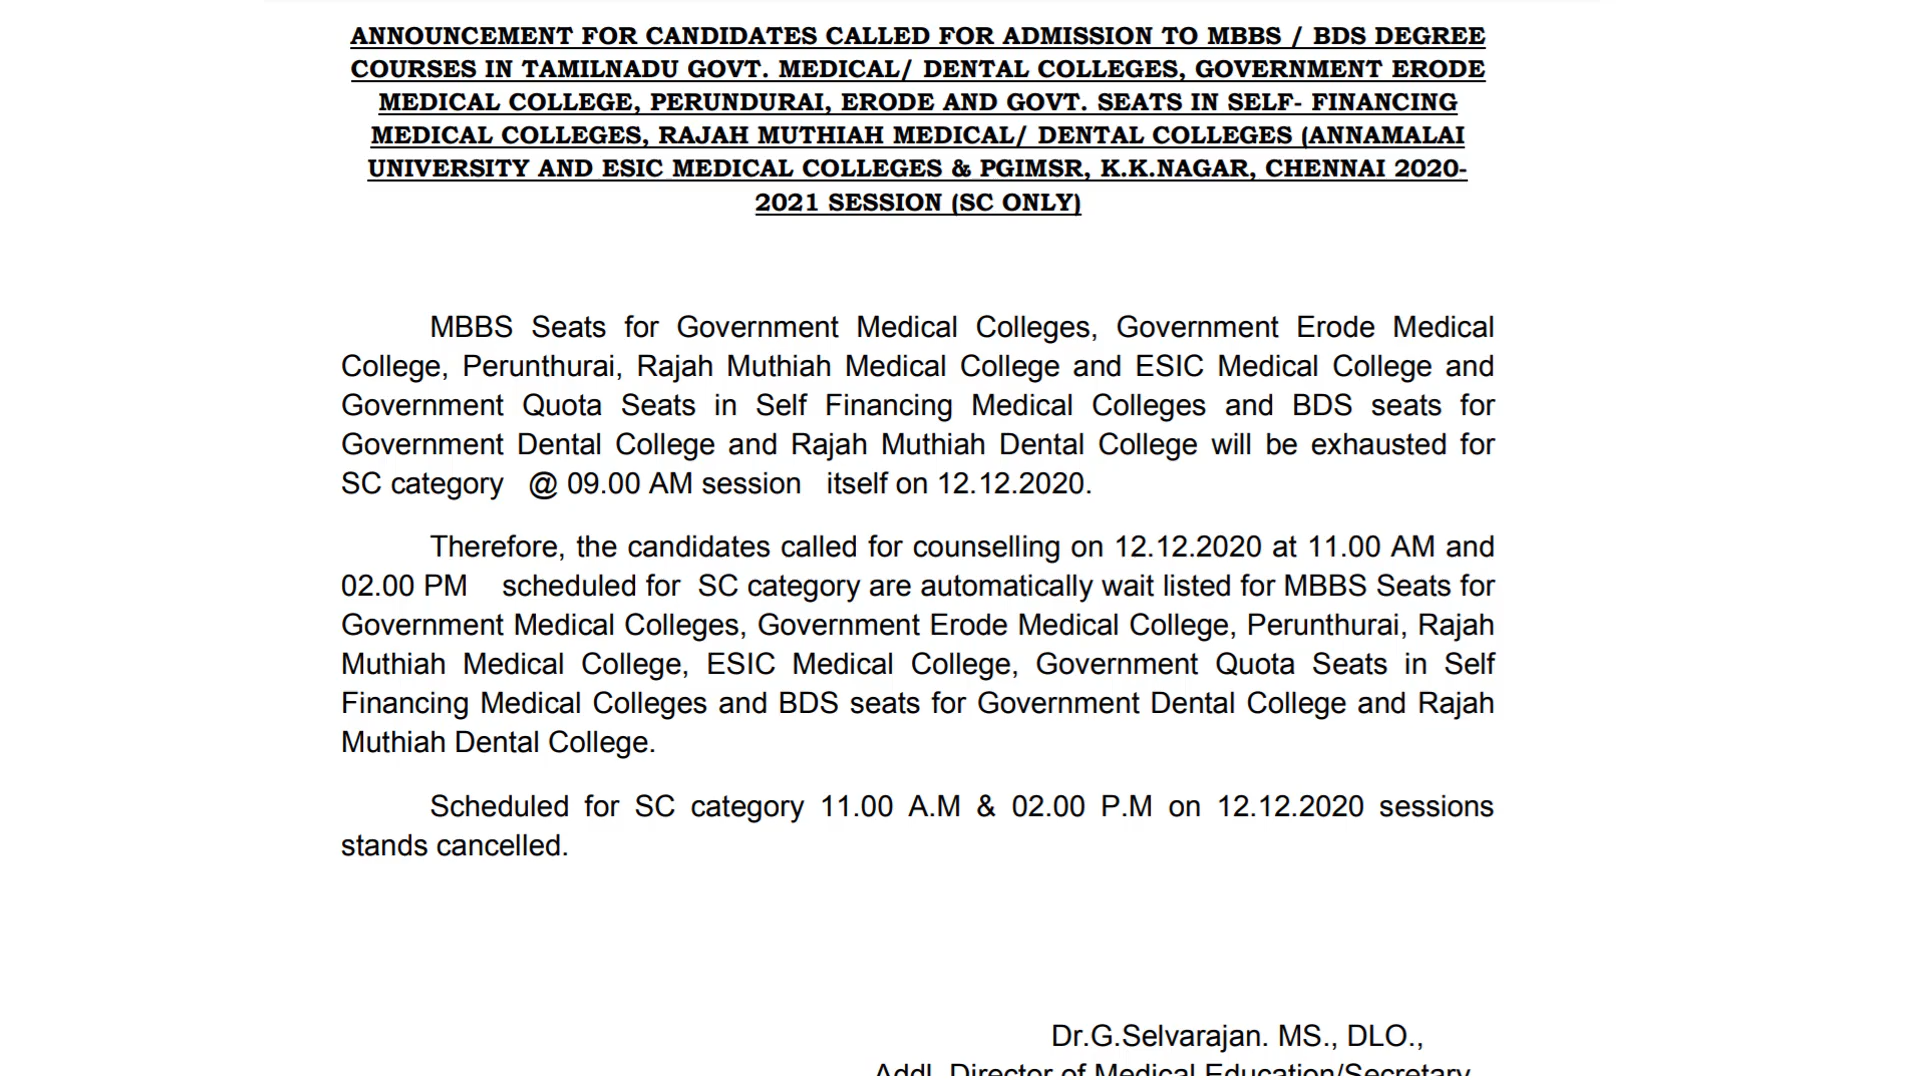 ANNOUNCEMENT FOR CANDIDATES CALLED FOR ADMISSION TO MBBS / BDS DEGREE
COURSES IN TAMILNADU GOVT. MEDICAL/ DENTAL COLLEGES, GOVERNMENT ERODE
MEDICAL COLLEGE, PERUNDURAI, ERODE AND GOVT. SEATS IN SELF- FINANCING
MEDICAL COLLEGES, RAJAH MUTHIAH MEDICAL/ DENTAL COLLEGES (ANNAMALAI
UNIVERSITY AND ESIC MEDICAL COLLEGES & PGIMSR, K.K.NAGAR, CHENNAI 2020-
2021 SESSION (SC ONLY)
MBBS Seats for Government Medical Colleges, Government Erode Medical
College, Perunthurai, Rajah Muthiah Medical College and ESIC Medical College and
Government Quota Seats in Self Financing Medical Colleges and BDS seats for
Government Dental College and Rajah Muthiah Dental College will be exhausted for
SC category @ 09.00 AM session itself on 12.12.2020.
Therefore, the candidates called for counselling on 12.12.2020 at 11.00 AM and
02.00 PM scheduled for SC category are automatically wait listed for MBBS Seats for
Government Medical Colleges, Government Erode Medical College, Perunthurai, Rajah
Muthiah Medical College, ESIC Medical College, Government Quota Seats in Self
Financing Medical Colleges and BDS seats for Government Dental College and Rajah
Muthiah Dental College.
Scheduled for SC category 11.00 A.M & 02.00 P.M on 12.12.2020 sessions
stands cancelled.
Dr.G.Selvarajan. MS., DLO.,
Addl. Director of Medical Education/Secretary